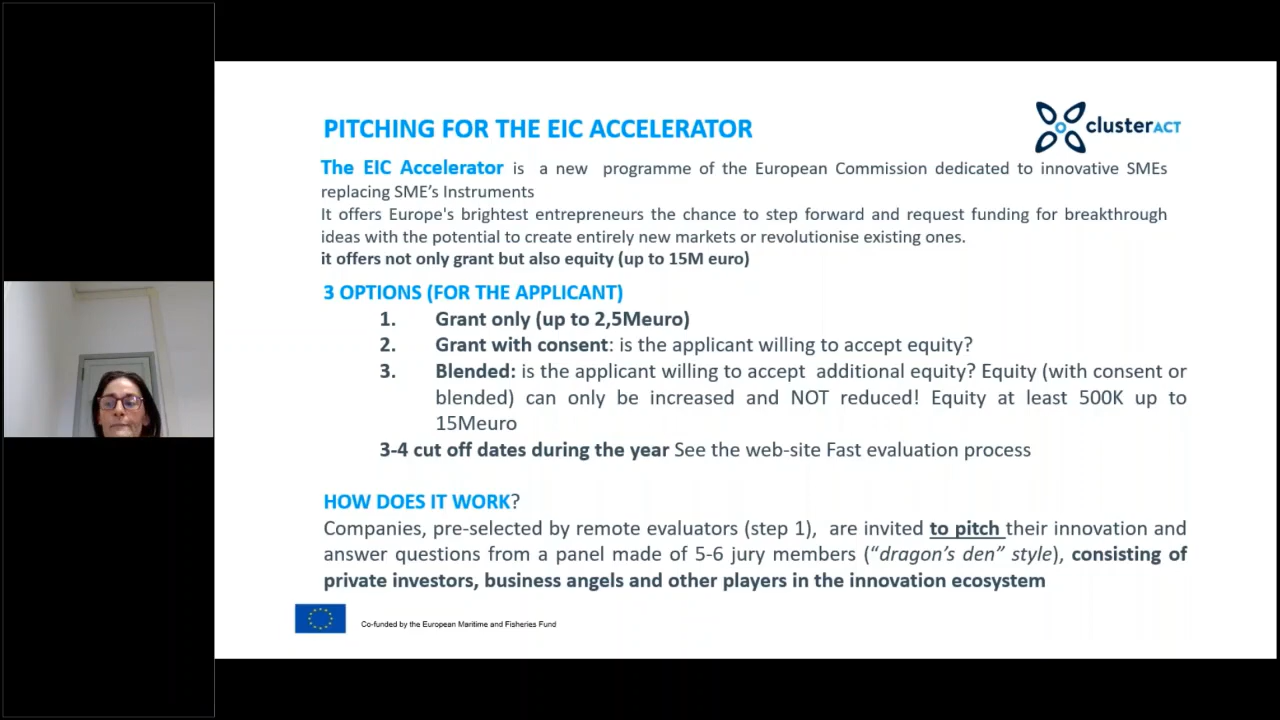 PITCHING FOR THE EIC ACCELERATOR
clusterACT
The EIC Accelerator is a new programme of the European Commission dedicated to innovative SMEs
replacing SME's Instruments
It offers Europe's brightest entrepreneurs the chance to step forward and request funding for breakthrough
ideas with the potential to create entirely new markets or revolutionise existing ones.
it offers not only grant but also equity (up to 15M euro)
3 OPTIONS (FOR THE APPLICANT)
1. Grant only (up to 2,5Meuro)
2. Grant with consent: is the applicant willing to accept equity?
3. Blended: is the applicant willing to accept additional equity? Equity (with consent or
blended) can only be increased and NOT reduced! Equity at least 500K up to
15Meuro
3-4 cut off dates during the year See the web-site Fast evaluation process
HOW DOES IT WORK?
Companies, pre-selected by remote evaluators (step 1), are invited to pitch their innovation and
answer questions from a panel made of 5-6 jury members ("dragon's den" style), consisting of
private investors, business angels and other players in the innovation ecosystem
Co-funded by the European Maritime and Fisheries Fund